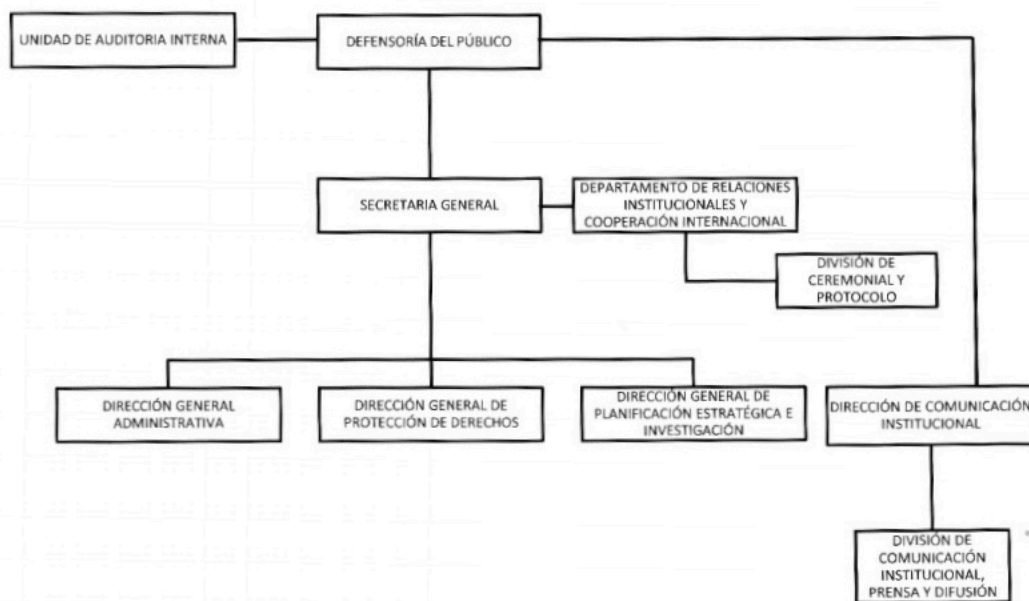 UNIDAD DE AUDITORIA INTERNA
DEFENSORÍA DEL PÚBLICO
SECRETARIA GENERAL
DEPARTAMENTO DE RELACIONES
INSTITUCIONALES Y
COOPERACIÓN INTERNACIONAL
DIVISIÓN DE
CEREMONIAL Y
PROTOCOLO
DIRECCIÓN GENERAL
ADMINISTRATIVA
DIRECCIÓN GENERAL DE
PROTECCIÓN DE DERECHOS
DIRECCIÓN GENERAL DE
PLANIFICACIÓN ESTRATÉGICA E
INVESTIGACIÓN
DIRECCIÓN DE COMUNICACIÓN
INSTITUCIONAL
DIVISIÓN DE
COMUNICACIÓN
INSTITUCIONAL,
PRENSA Y DIFUSIÓN